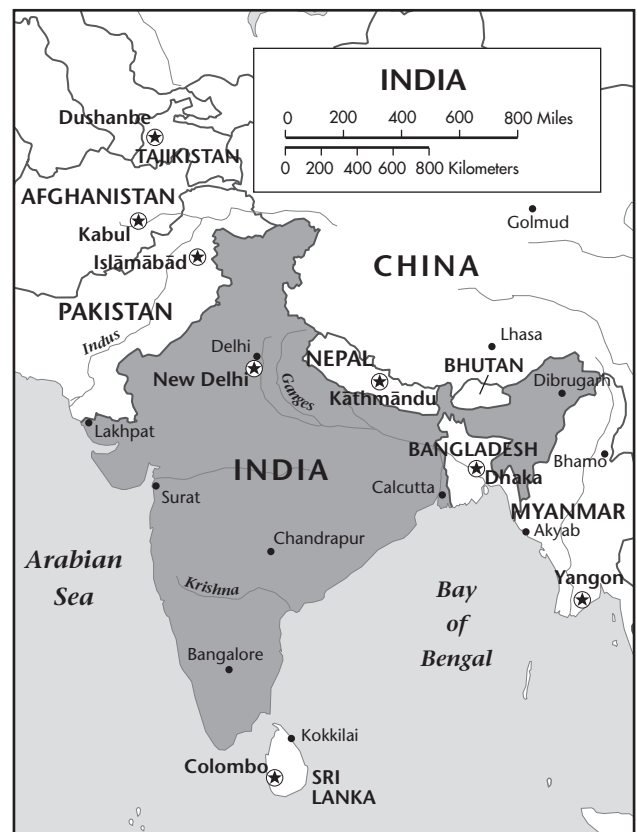 INDIA
0 200 400 600 800 Miles
0 200 400 600 800 Kilometers
Dushanbe
TAJIKISTAN
AFGHANISTAN
Kabul
Islāmābād
Golmud
CHINA
PAKISTAN
Indus
Lhasa
Delhi
NEPAL
BHUTAN
New Delhi
Ganges
Kāthmāndu
Dibrugarh
Lakhpat
BANGLADESH
Bhamo
INDIA
Dhaka
Surat
Calcutta
MYANMAR
Akyab
Chandrapur
Arabian
Sea
Krishna
Bay
of
Bengal
Yangon
Bangalore
Kokkilai
Colombo
SRI
LANKA